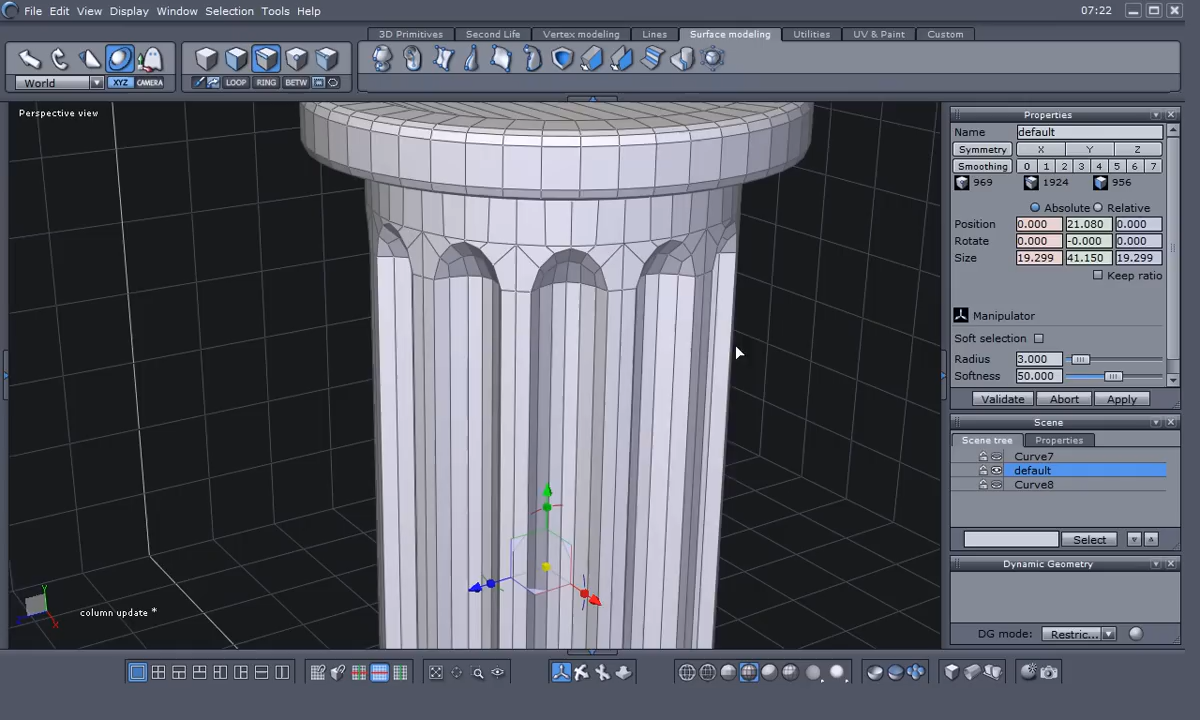 File Edit View Display Window Selection Tools Help 07:22
3D Primitives Second Life Vertex modeling Lines Surface modeling Utilities UV & Paint Custom
World XYZ CAMERA LOOP RING BETW
Perspective view
Properties
Name default
Symmetry X Y Z
Smoothing 0 1 2 3 4 5 6 7
969 1924 956
Absolute Relative
Position 0.000 21.080 0.000
Rotate 0.000 -0.000 0.000
Size 19.299 41.150 19.299
Keep ratio
Manipulator
Soft selection
Radius 3.000
Softness 50.000
Validate Abort Apply
Scene
Scene tree Properties
Curve7
default
Curve8
Select
Dynamic Geometry
DG mode: Restric...
Y
X
column update *